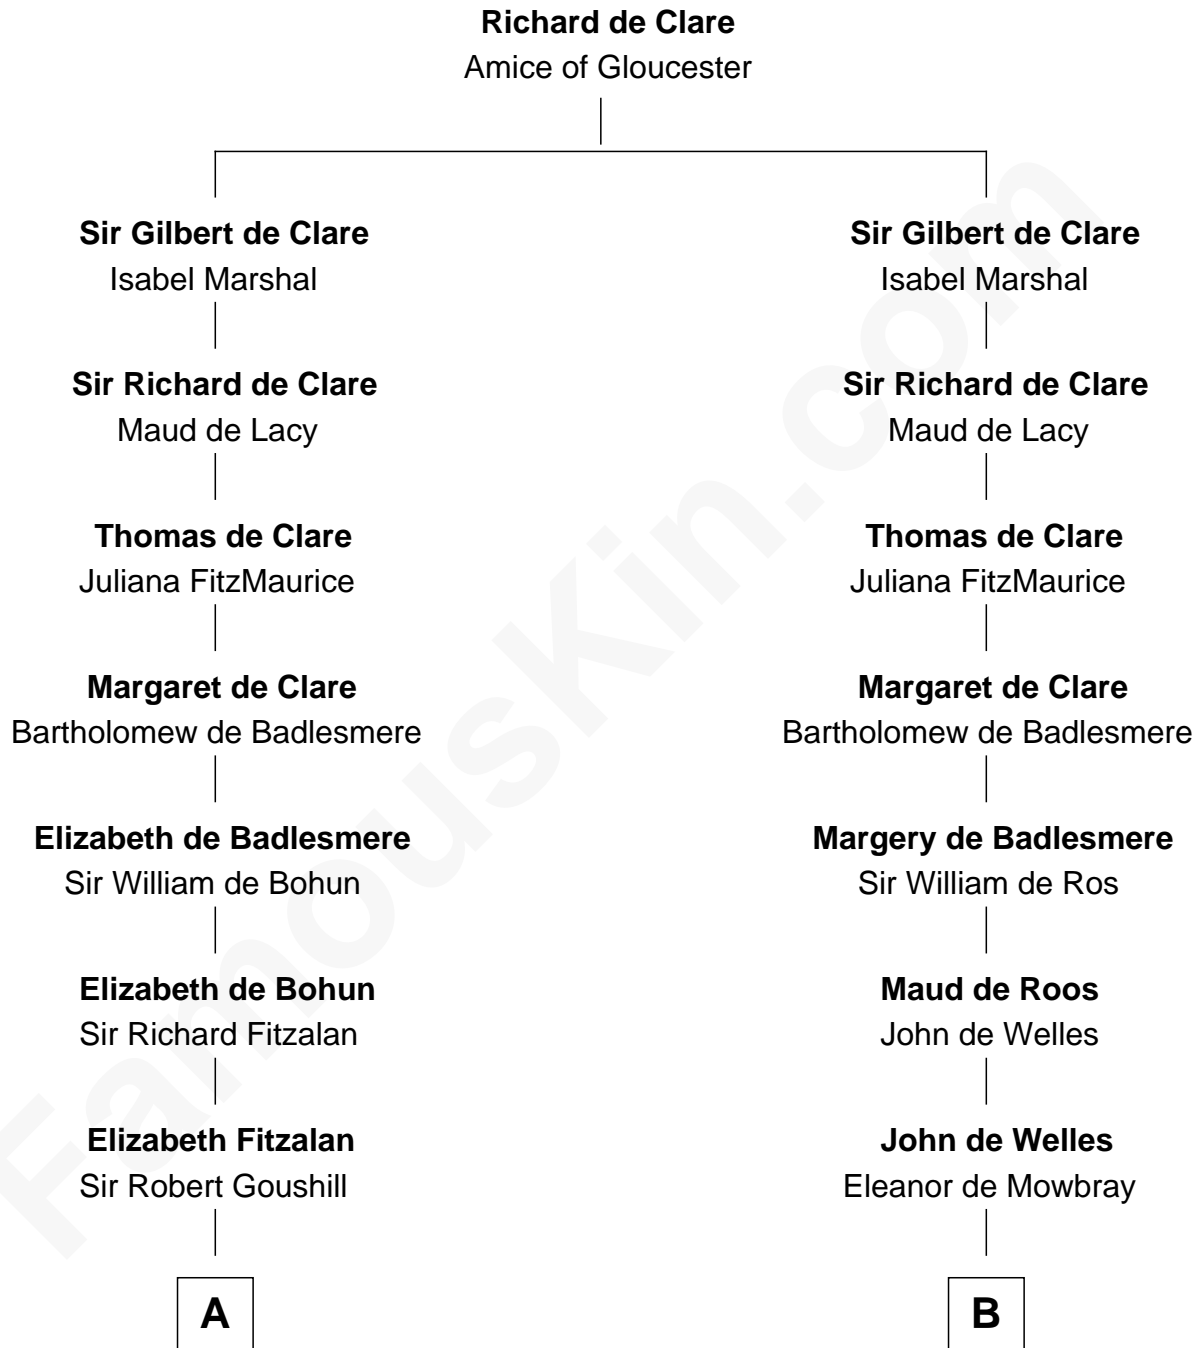 Richard de Clare
Amice of Gloucester
Sir Gilbert de Clare
Isabel Marshal
Sir Richard de Clare
Maud de Lacy
Thomas de Clare
Juliana FitzMaurice
Margaret de Clare
Bartholomew de Badlesmere
Elizabeth de Badlesmere
Sir William de Bohun
Elizabeth de Bohun
Sir Richard Fitzalan
Elizabeth Fitzalan
Sir Robert Goushill
A
Sir Gilbert de Clare
Isabel Marshal
Sir Richard de Clare
Maud de Lacy
Thomas de Clare
Juliana FitzMaurice
Margaret de Clare
Bartholomew de Badlesmere
Margery de Badlesmere
Sir William de Ros
Maud de Roos
John de Welles
John de Welles
Eleanor de Mowbray
B
FamousKin.com